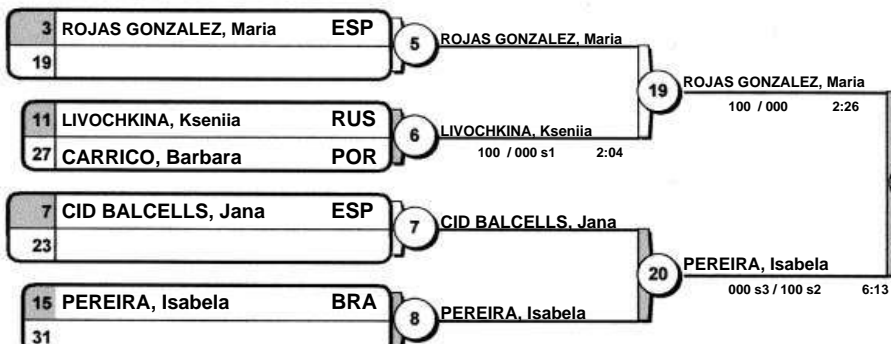 3 ROJAS GONZALEZ, Maria ESP
19
5
ROJAS GONZALEZ, Maria
11 LIVOCHKINA, Kseniia RUS
27 CARRICO, Barbara POR
6
LIVOCHKINA, Kseniia
100 / 000 s1 2:04
19
ROJAS GONZALEZ, Maria
100 / 000 2:26
7 CID BALCELLS, Jana ESP
23
7
CID BALCELLS, Jana
15 PEREIRA, Isabela BRA
31
8
PEREIRA, Isabela
20
PEREIRA, Isabela
000 s3 / 100 s2 6:13